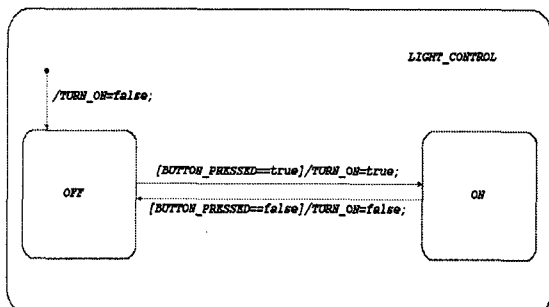 LIGHT_CONTROL
/TURN_ON=false;
[BUTTON_PRESSED==true]/TURN_ON=true;
OFF
ON
[BUTTON_PRESSED==false]/TURN_ON=false;